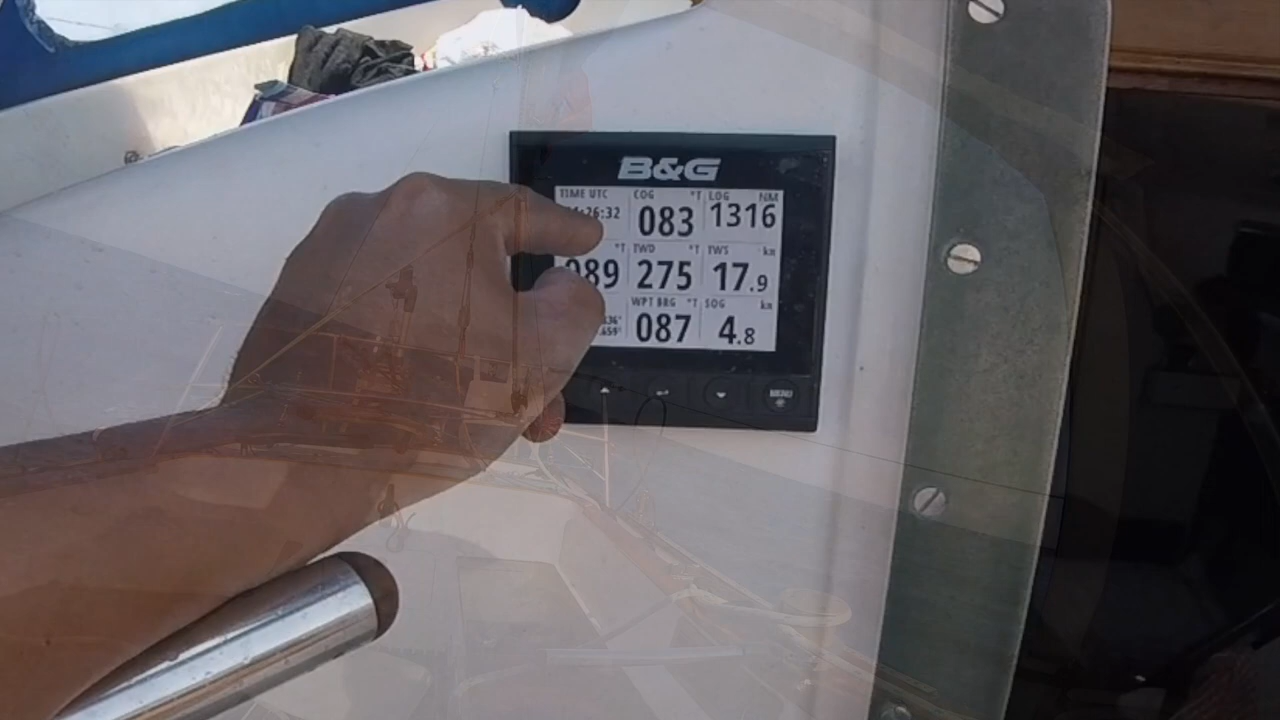 B&G
TIME UTC COG °T LOG NM
:26:32 083 1316
°T TWD °T TWS kn
089 275 17.9
WPT BRG °T SOG kn
087 4.8
MENU